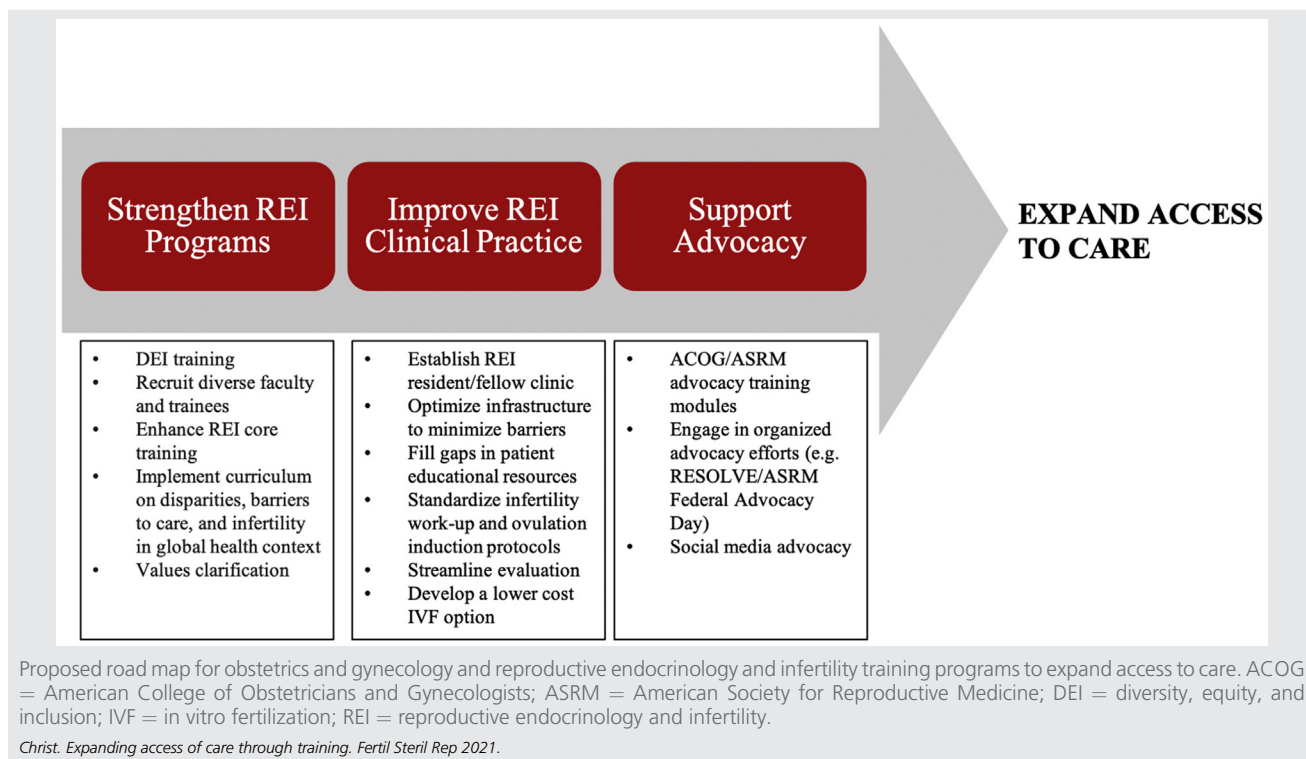 Strengthen REI
Programs
Improve REI
Clinical Practice
Support
Advocacy
EXPAND ACCESS
TO CARE
• DEI training
• Recruit diverse faculty
and trainees
• Enhance REI core
training
• Implement curriculum
on disparities, barriers
to care, and infertility
in global health context
• Values clarification
• Establish REI
resident/fellow clinic
• Optimize infrastructure
to minimize barriers
• Fill gaps in patient
educational resources
• Standardize infertility
work-up and ovulation
induction protocols
• Streamline evaluation
• Develop a lower cost
IVF option
• ACOG/ASRM
advocacy training
modules
• Engage in organized
advocacy efforts (e.g.
RESOLVE/ASRM
Federal Advocacy
Day)
• Social media advocacy
Proposed road map for obstetrics and gynecology and reproductive endocrinology and infertility training programs to expand access to care. ACOG
= American College of Obstetricians and Gynecologists; ASRM = American Society for Reproductive Medicine; DEI = diversity, equity, and
inclusion; IVF = in vitro fertilization; REI = reproductive endocrinology and infertility.
Christ. Expanding access of care through training. Fertil Steril Rep 2021.